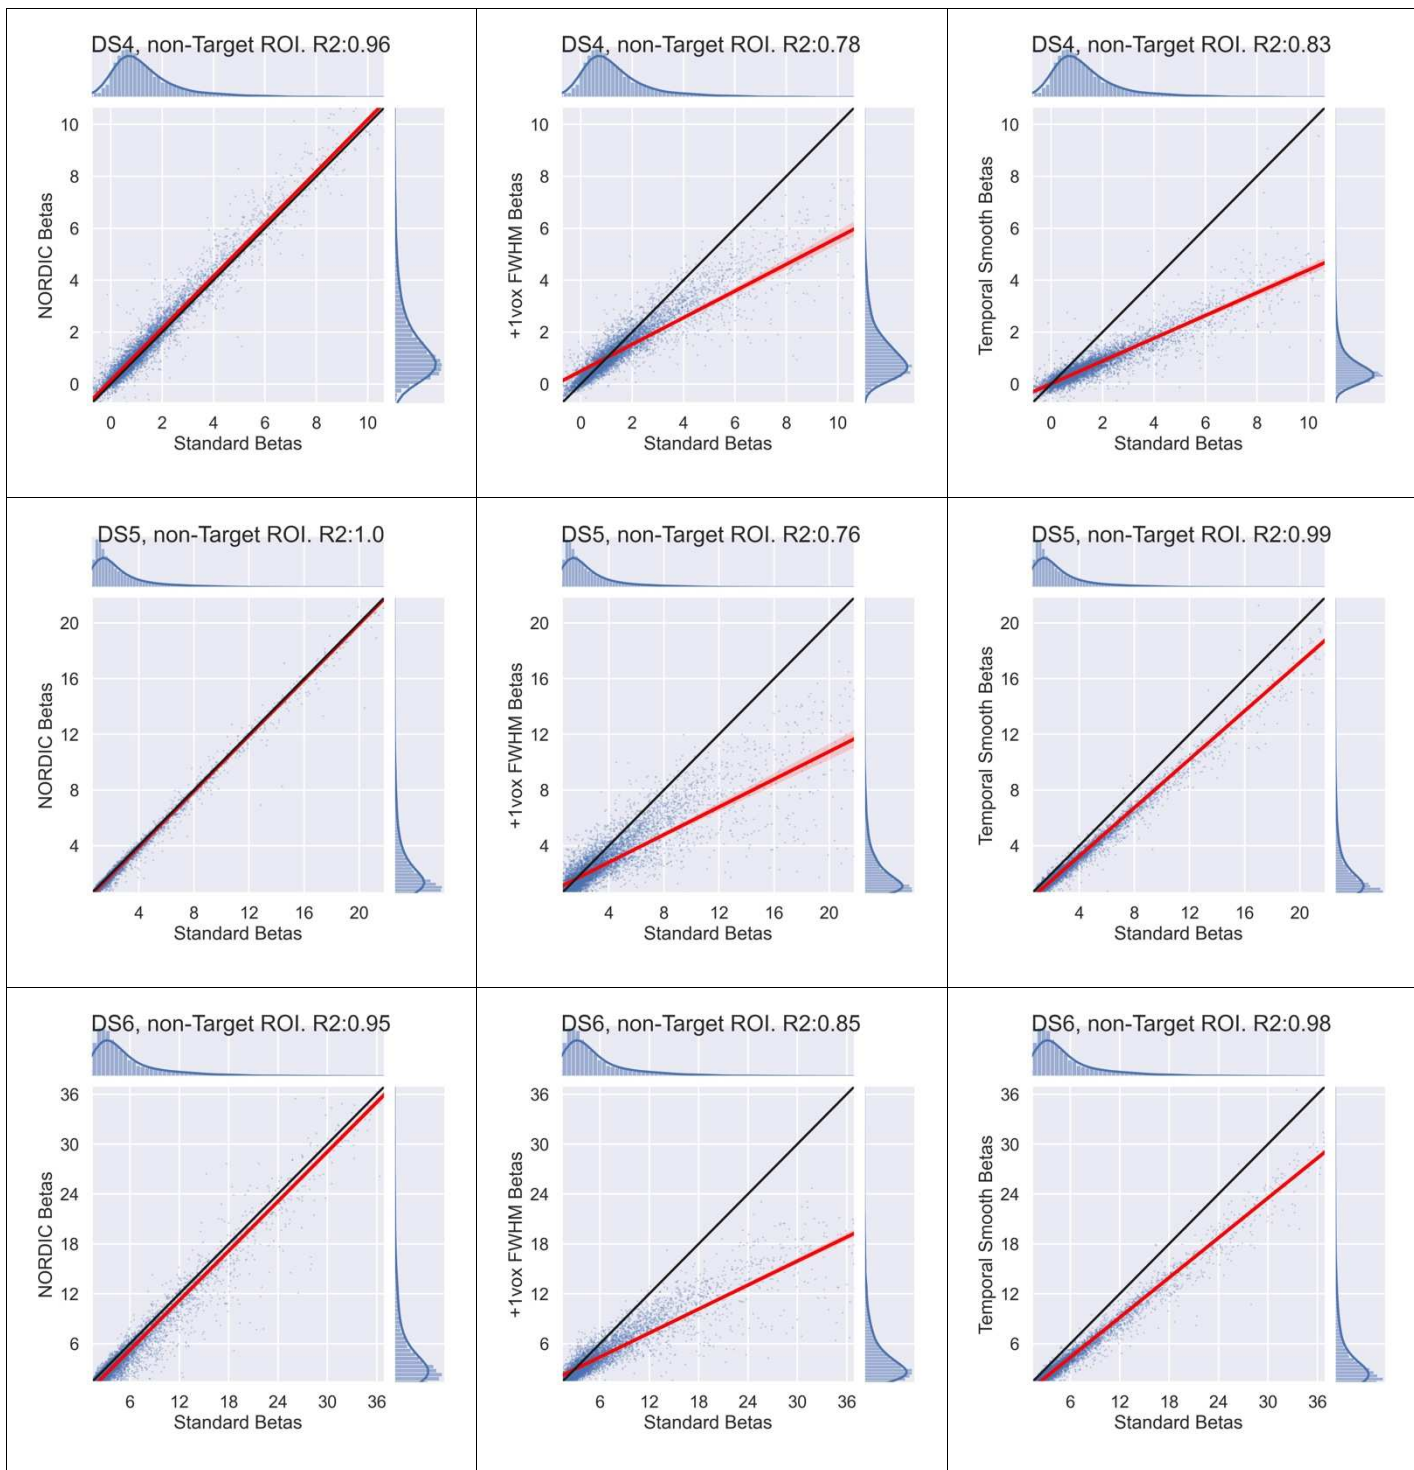 DS4, non-Target ROI. R2:0.96
NORDIC Betas
10
8
6
4
2
0
0 2 4 6 8 10
Standard Betas
DS4, non-Target ROI. R2:0.78
+1vox FWHM Betas
10
8
6
4
2
0
0 2 4 6 8 10
Standard Betas
DS4, non-Target ROI. R2:0.83
Temporal Smooth Betas
10
8
6
4
2
0
0 2 4 6 8 10
Standard Betas
DS5, non-Target ROI. R2:1.0
NORDIC Betas
20
16
12
8
4
4 8 12 16 20
Standard Betas
DS5, non-Target ROI. R2:0.76
+1vox FWHM Betas
20
16
12
8
4
4 8 12 16 20
Standard Betas
DS5, non-Target ROI. R2:0.99
Temporal Smooth Betas
20
16
12
8
4
4 8 12 16 20
Standard Betas
DS6, non-Target ROI. R2:0.95
NORDIC Betas
36
30
24
18
12
6
6 12 18 24 30 36
Standard Betas
DS6, non-Target ROI. R2:0.85
+1vox FWHM Betas
36
30
24
18
12
6
6 12 18 24 30 36
Standard Betas
DS6, non-Target ROI. R2:0.98
Temporal Smooth Betas
36
30
24
18
12
6
6 12 18 24 30 36
Standard Betas